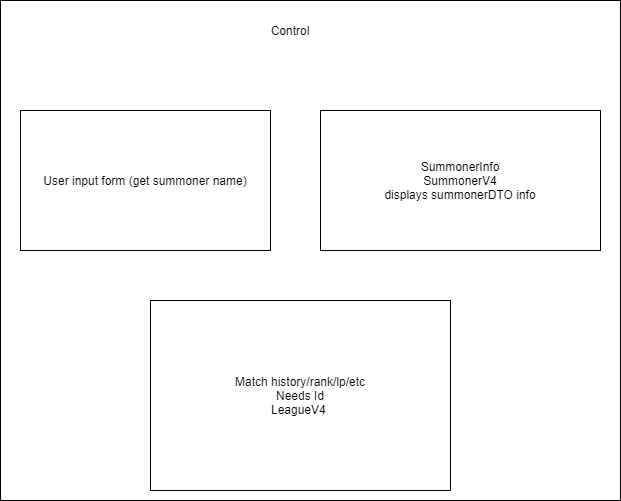 Control
User input form (get summoner name)
SummonerInfo
SummonerV4
displays summonerDTO info
Match history/rank/lp/etc
Needs Id
LeagueV4